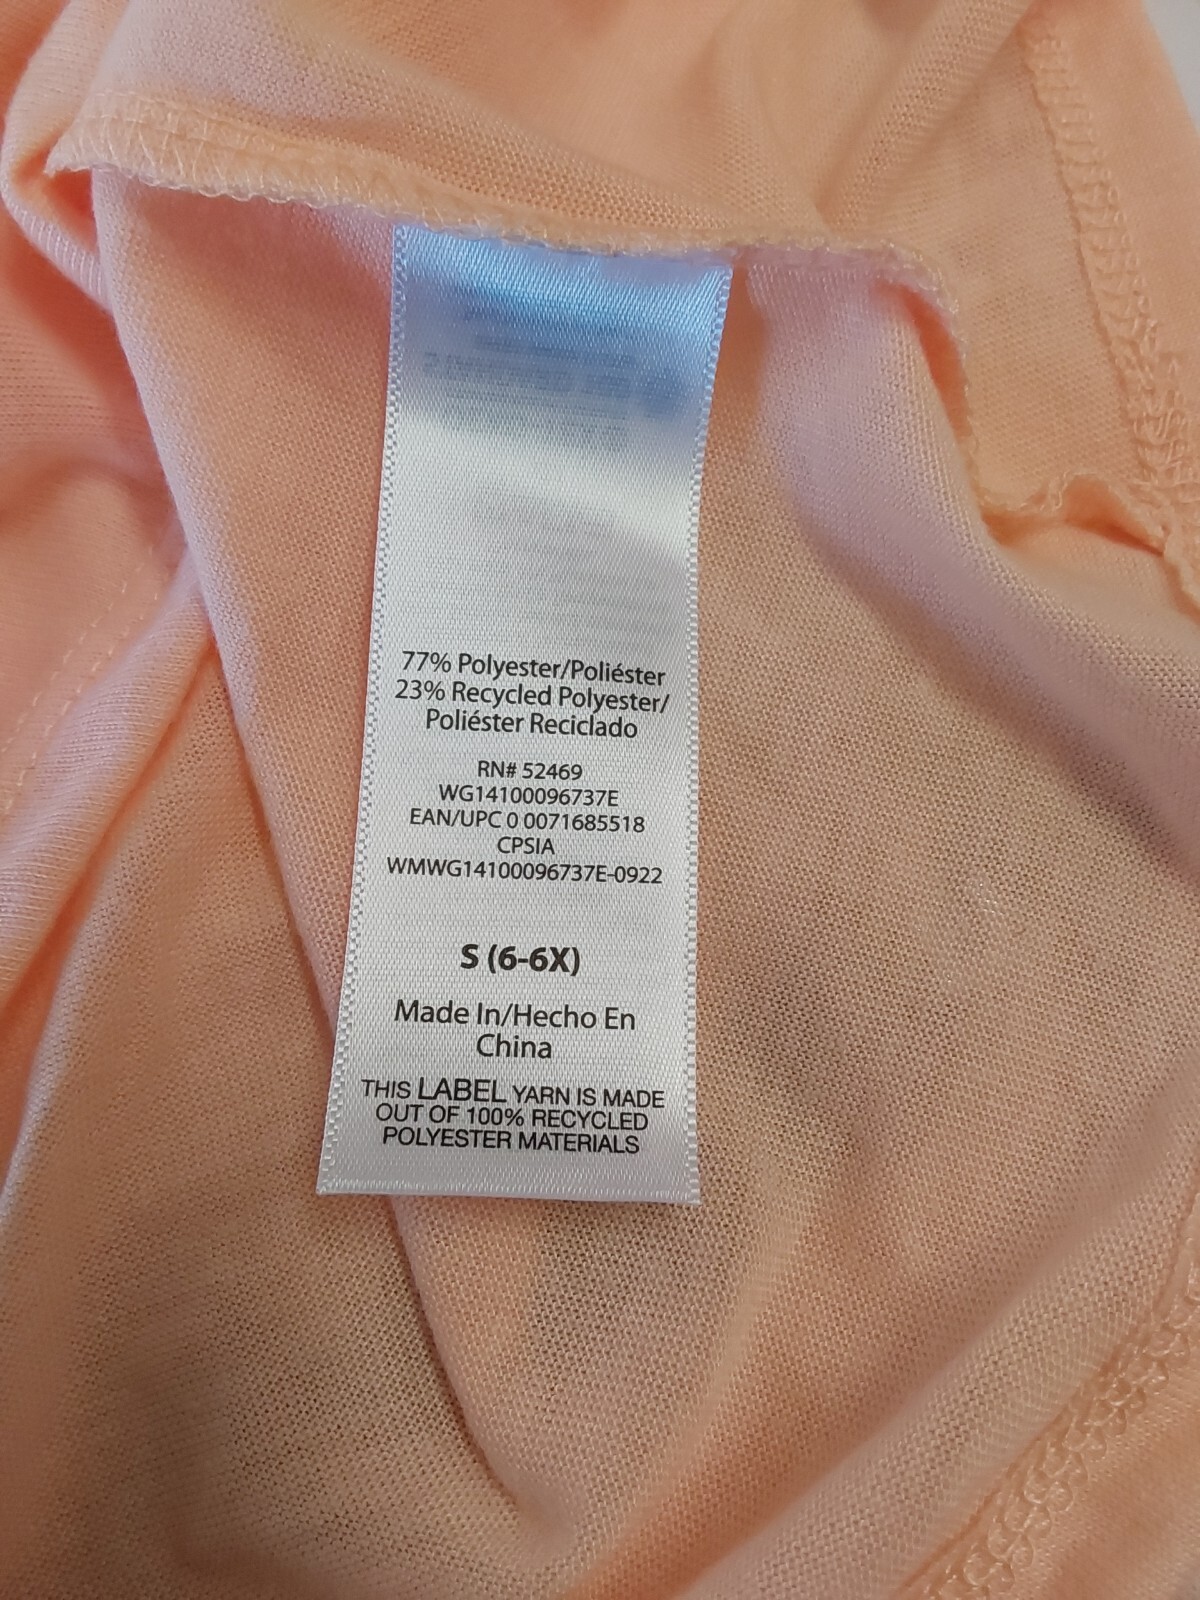 77% Polyester/Poliéster
23% Recycled Polyester/
Poliéster Reciclado
RN# 52469
WG14100096737E
EAN/UPC 0 0071685518
CPSIA
WMWG14100096737E-0922
S (6-6X)
Made In/Hecho En
China
THIS LABEL YARN IS MADE
OUT OF 100% RECYCLED
POLYESTER MATERIALS